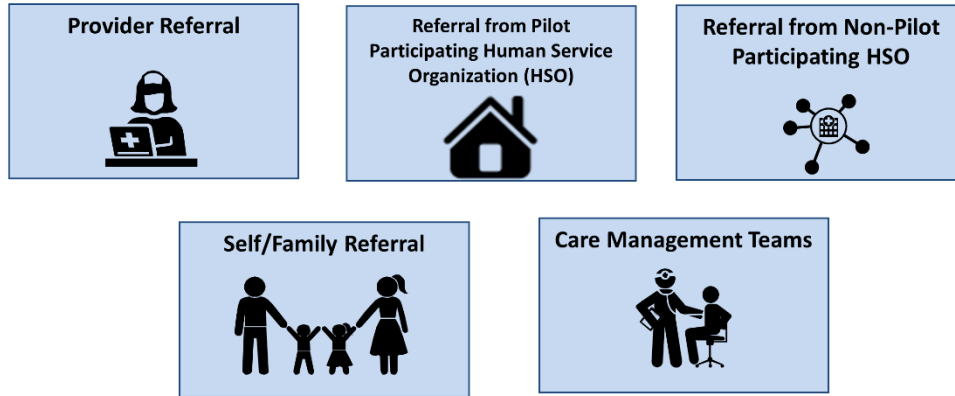 Provider Referral
Referral from Pilot
Participating Human Service
Organization (HSO)
Referral from Non-Pilot
Participating HSO
Self/Family Referral
Care Management Teams